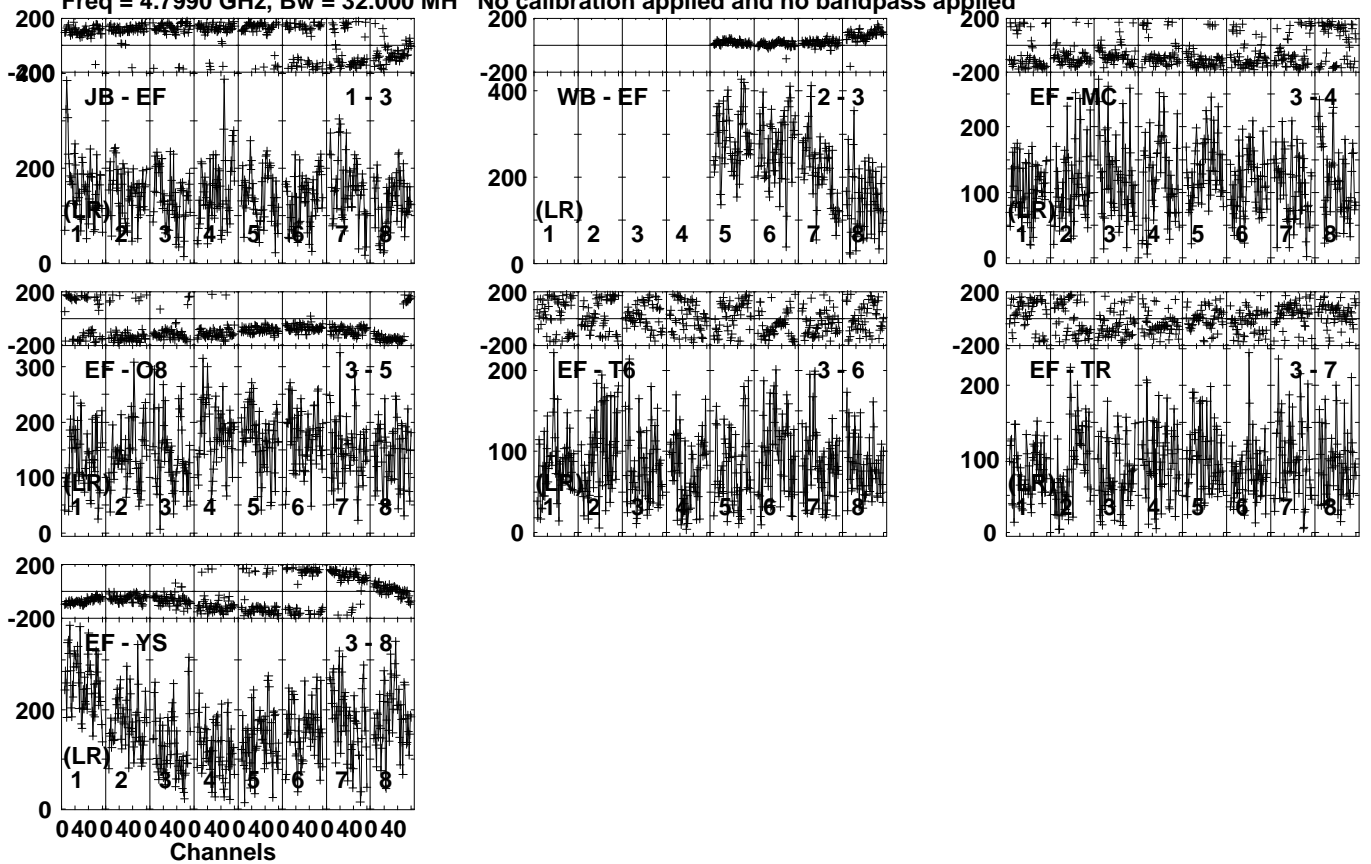 Freq = 4.7990 GHz, Bw = 32.000 MH No calibration applied and no bandpass applied
200 200 200
-200 -200 -200
400 400
JB - EF 1 - 3 WB - EF 2 - 3 EF - MC 3 - 4
200 200 200
100
(LR) (LR) (LR)
1 2 3 4 5 6 7 8 1 2 3 4 5 6 7 8 1 2 3 4 5 6 7 8
0 0 0
200 200 200
-200 -200 -200
300
EF - O8 3 - 5 EF - T6 3 - 6 EF - TR 3 - 7
200 200 200
100 100 100
(LR) (LR) (LR)
1 2 3 4 5 6 7 8 1 2 3 4 5 6 7 8 1 2 3 4 5 6 7 8
0 0 0
200
-200
EF - YS 3 - 8
200
(LR)
1 2 3 4 5 6 7 8
0
0 40 0 40 0 40 0 40 0 40 0 40 0 40 0 40
Channels